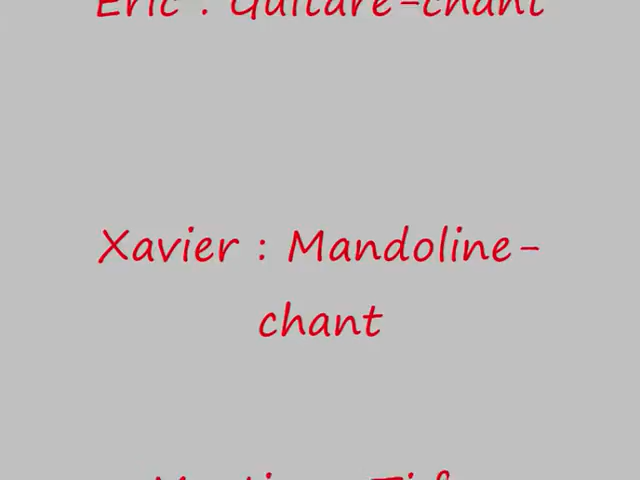 Eric : Guitare-chant
Xavier : Mandoline-
chant